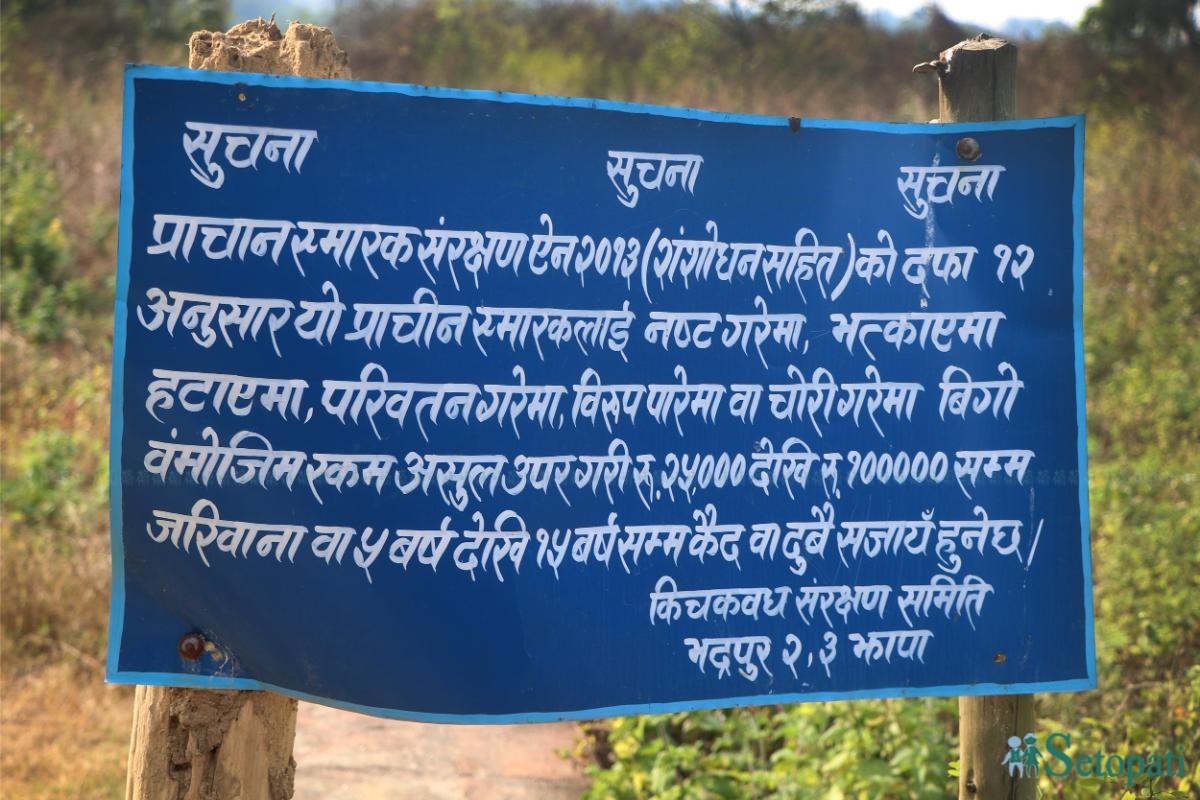 सुचना सुचना सुचना
प्राचान स्मारक संरक्षण ऐन २०१३ (शंशोधन सहित) को दफा १२
अनुसार यो प्राचीन स्मारकलाई नष्ट गरेमा, भत्काएमा
हटाएमा, परिवतन गरेमा, विरूप पारेमा वा चोरी गरेमा बिगो
वंमोजिम रकम असुल उपर गरी रू. २५,००० देखि रू. १००००० सम्म
जरिवाना वा ५ बर्ष देखि १५ बर्ष सम्म कैद वा दुबै सजायँ हुनेछ।
किचकवध संरक्षण समिति
भद्रपुर २,३ झापा
Setopati